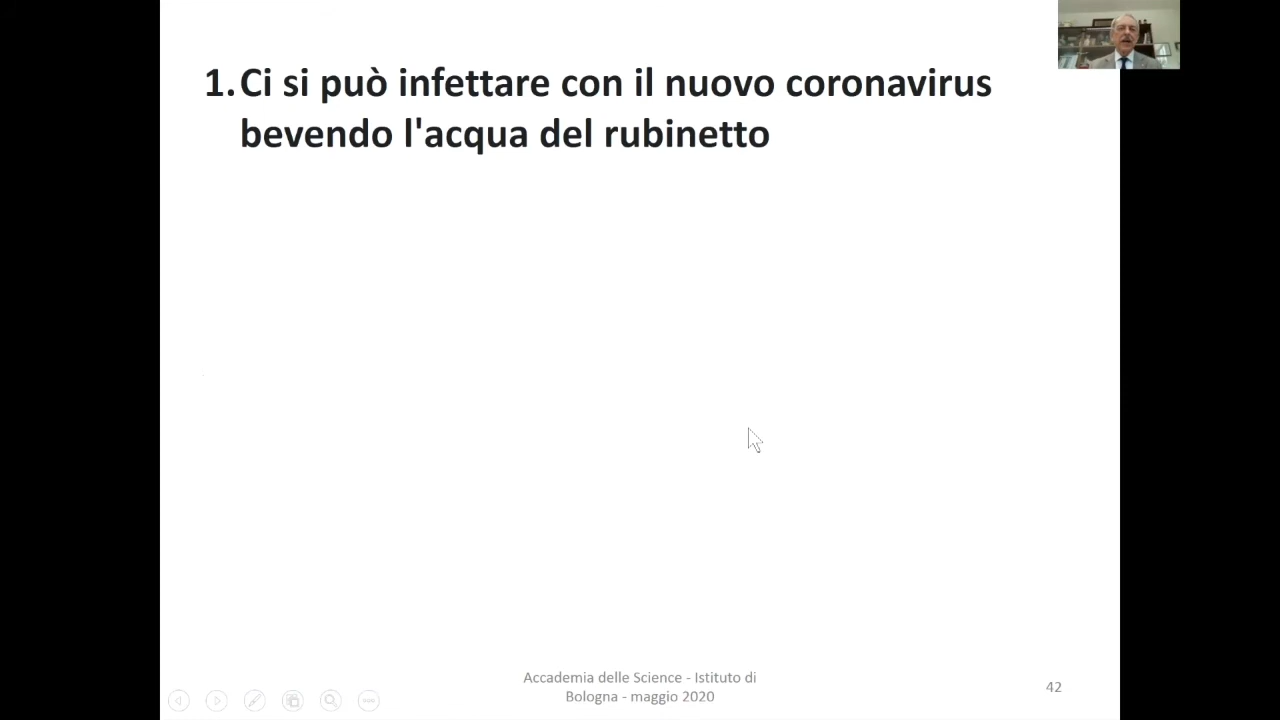 1. Ci si può infettare con il nuovo coronavirus
bevendo l'acqua del rubinetto
Accademia delle Science - Istituto di
Bologna - maggio 2020
42